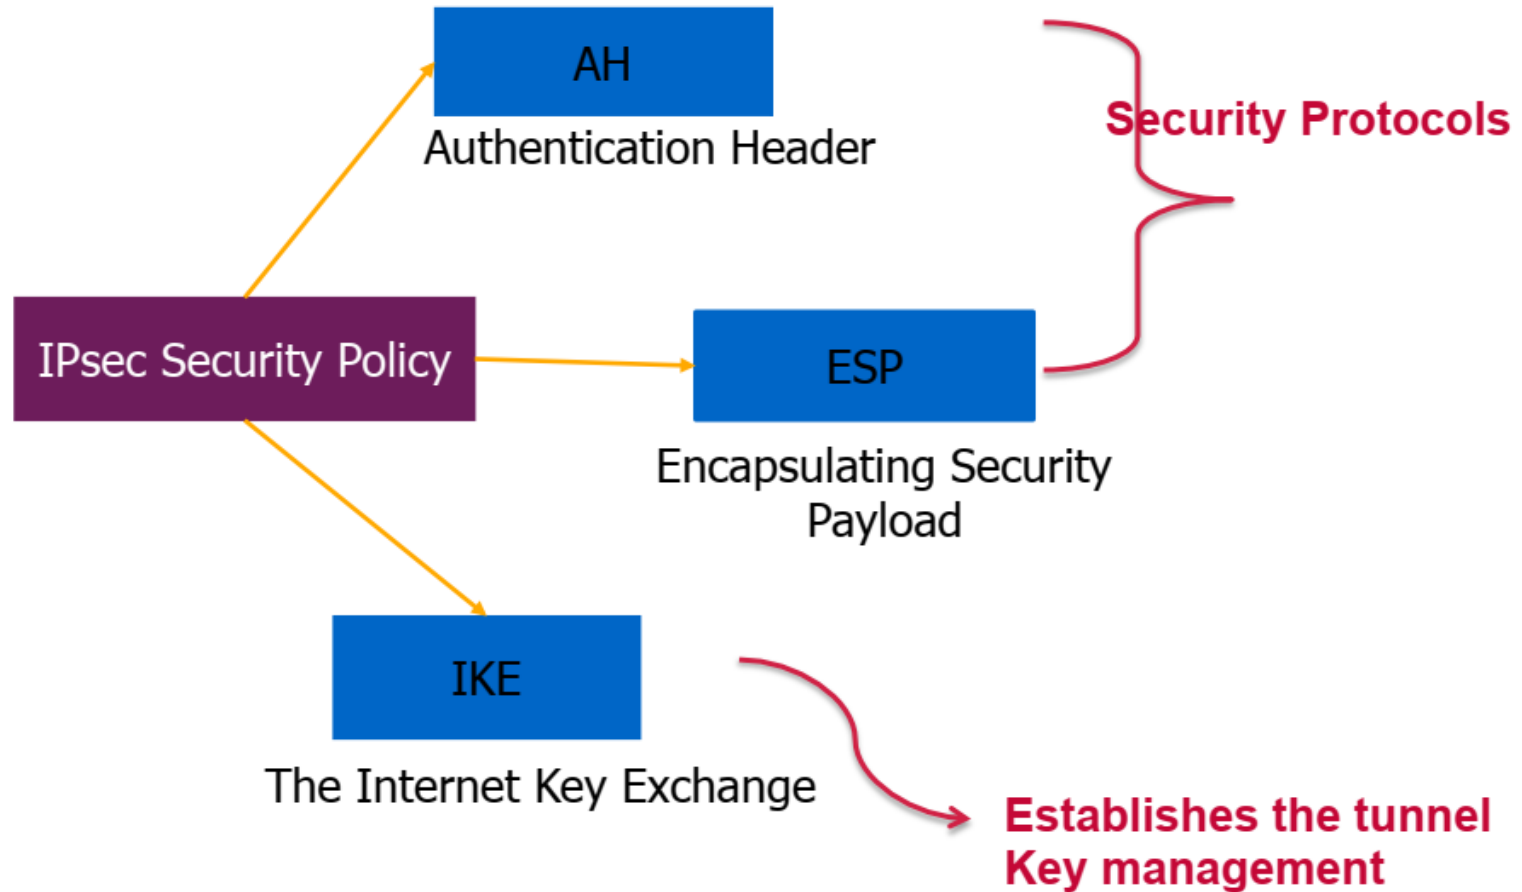 AH
Authentication Header
Security Protocols
IPsec Security Policy
ESP
Encapsulating Security
Payload
IKE
The Internet Key Exchange
Establishes the tunnel
Key management